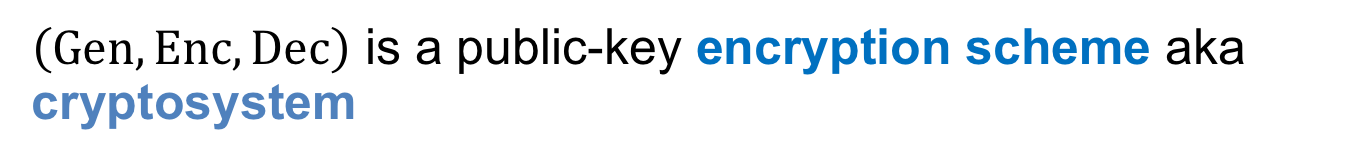 (Gen, Enc, Dec) is a public-key encryption scheme aka
cryptosystem